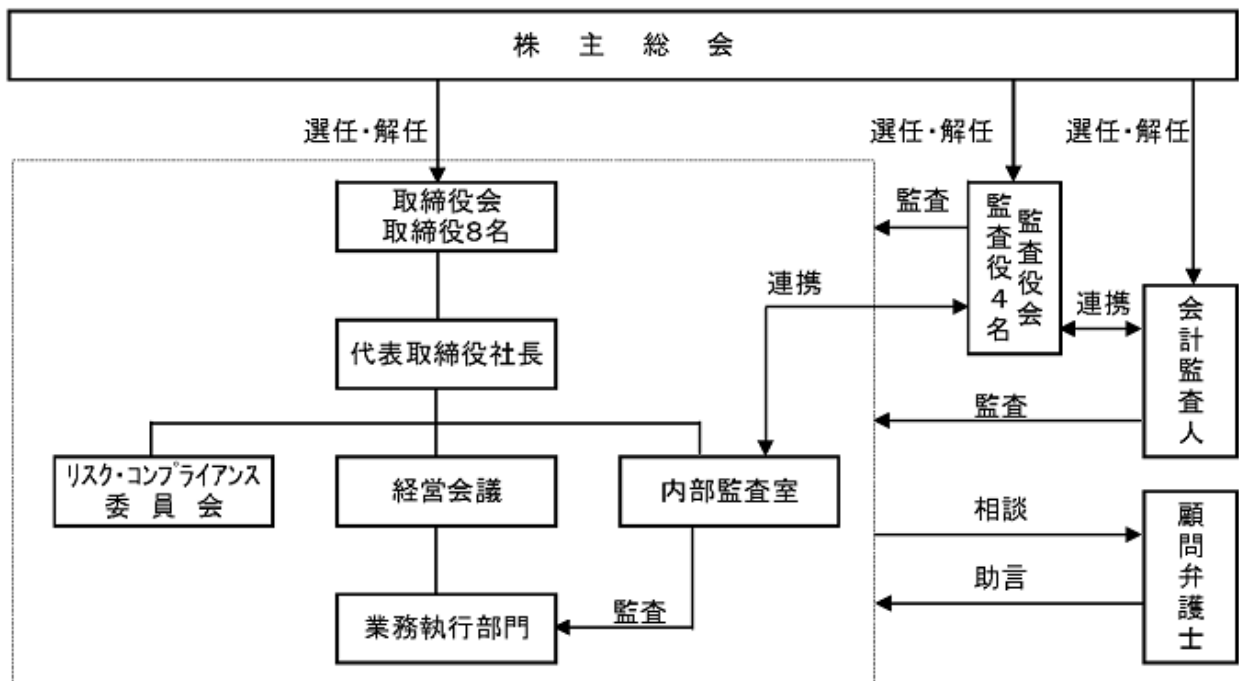 株主総会
選任・解任
選任・解任
選任・解任
取締役会
取締役8名
監査
監査役会
監査役4名
連携
連携
会計監査人
代表取締役社長
監査
リスク・コンプライアンス
委員会
経営会議
内部監査室
相談
顧問弁護士
助言
業務執行部門
監査